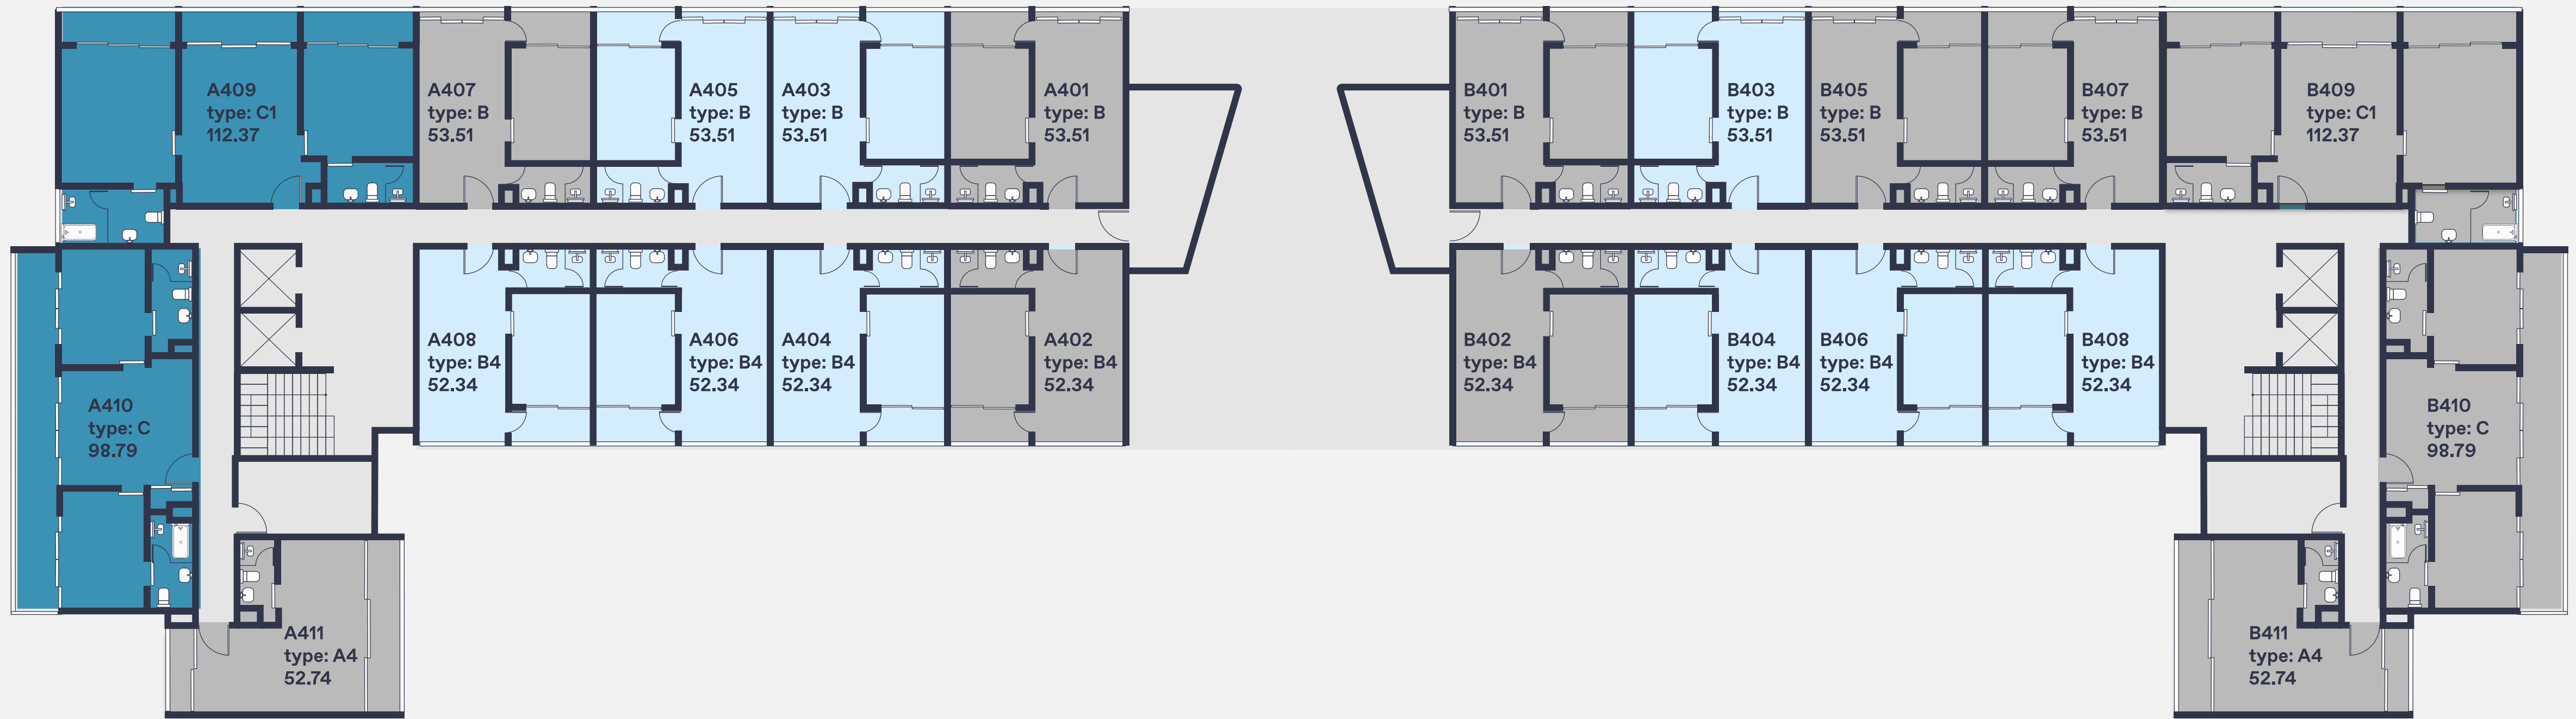 A409
type: C1
112.37
A407
type: B
53.51
A405
type: B
53.51
A403
type: B
53.51
A401
type: B
53.51
B401
type: B
53.51
B403
type: B
53.51
B405
type: B
53.51
B407
type: B
53.51
B409
type: C1
112.37
A408
type: B4
52.34
A406
type: B4
52.34
A404
type: B4
52.34
A402
type: B4
52.34
B402
type: B4
52.34
B404
type: B4
52.34
B406
type: B4
52.34
B408
type: B4
52.34
A410
type: C
98.79
B410
type: C
98.79
A411
type: A4
52.74
B411
type: A4
52.74